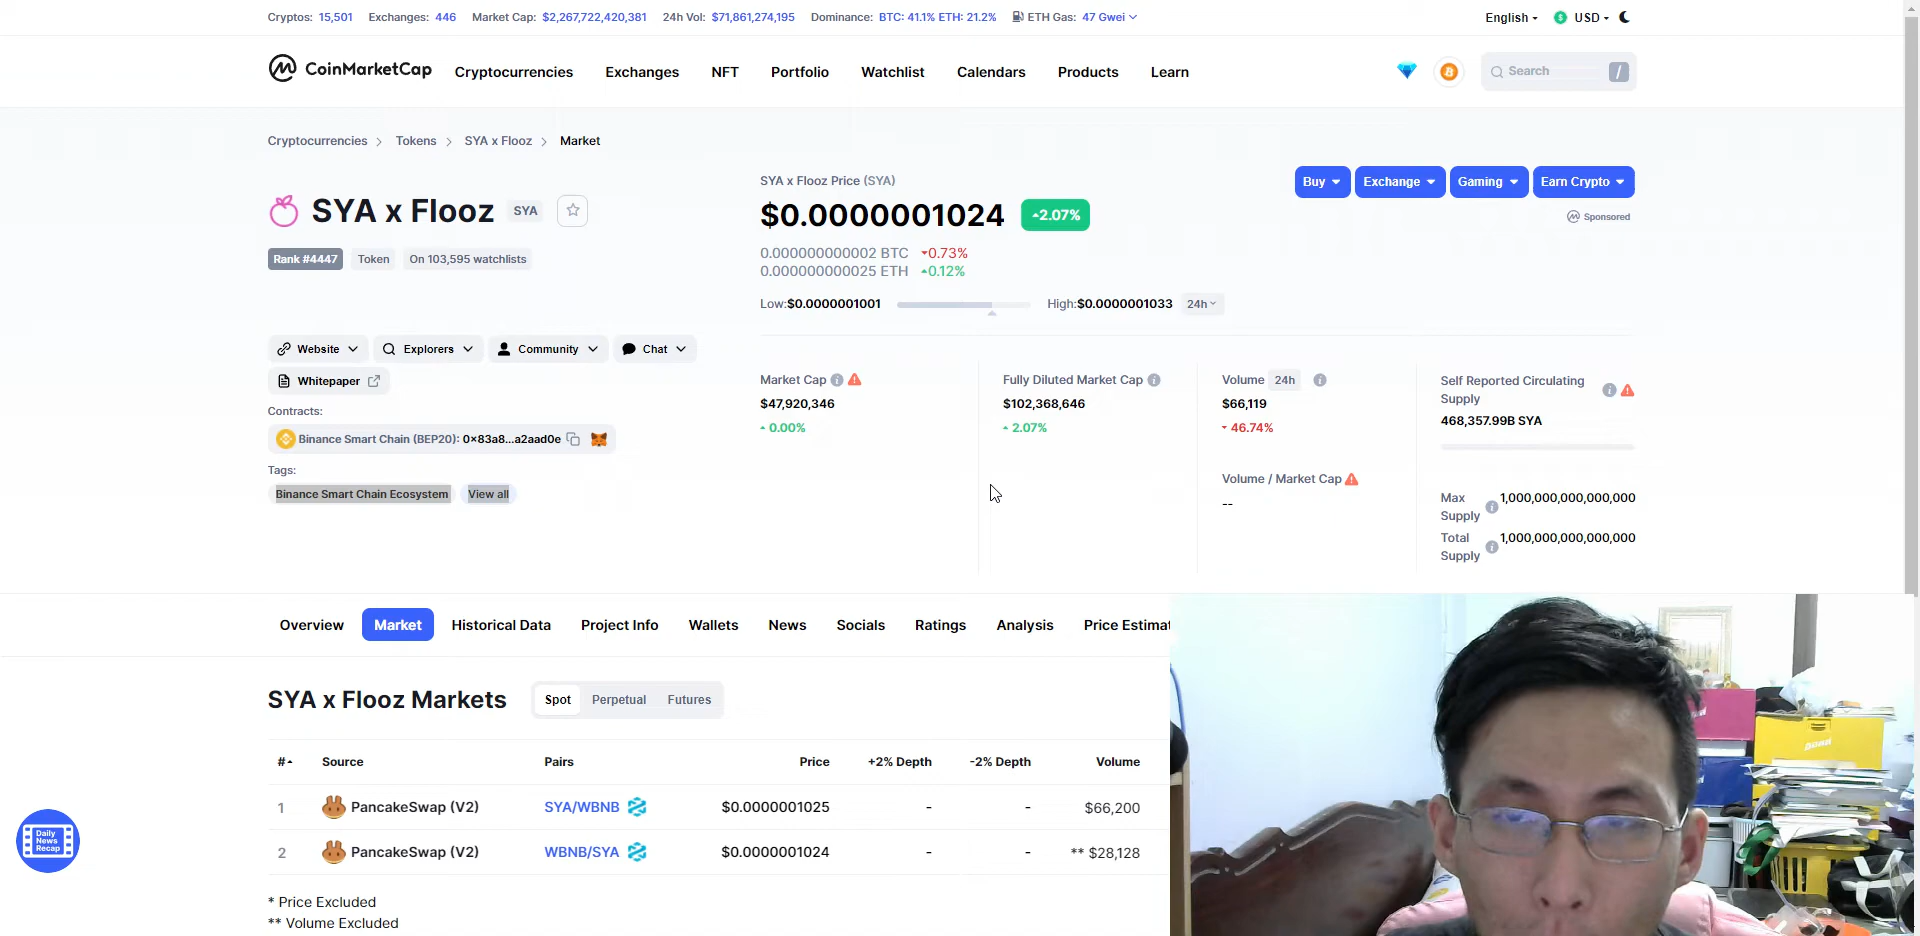 Cryptos: 15,501 Exchanges: 446 Market Cap: $2,267,722,420,381 24h Vol: $71,861,274,195 Dominance: BTC: 41.1% ETH: 21.2% ETH Gas: 47 Gwei English USD
CoinMarketCap Cryptocurrencies Exchanges NFT Portfolio Watchlist Calendars Products Learn Search /
Cryptocurrencies Tokens SYA x Flooz Market
SYA x Flooz SYA
Rank #4447 Token On 103,595 watchlists
Website Explorers Community Chat
Whitepaper
Contracts:
Binance Smart Chain (BEP20): 0x83a8...a2aad0e
Tags:
Binance Smart Chain Ecosystem View all
SYA x Flooz Price (SYA)
$0.0000001024 2.07%
0.000000000002 BTC 0.73%
0.000000000025 ETH 0.12%
Low:$0.0000001001 High:$0.0000001033 24h
Buy Exchange Gaming Earn Crypto
Sponsored
Market Cap
$47,920,346
0.00%
Fully Diluted Market Cap
$102,368,646
2.07%
Volume 24h
$66,119
46.74%
Volume / Market Cap
--
Self Reported Circulating
Supply
468,357.99B SYA
Max
Supply
1,000,000,000,000,000
Total
Supply
1,000,000,000,000,000
Overview Market Historical Data Project Info Wallets News Socials Ratings Analysis Price Estimat
SYA x Flooz Markets Spot Perpetual Futures
# Source Pairs Price +2% Depth -2% Depth Volume
1 PancakeSwap (V2) SYA/WBNB $0.0000001025 - - $66,200
2 PancakeSwap (V2) WBNB/SYA $0.0000001024 - - ** $28,128
* Price Excluded
** Volume Excluded
Daily
News
Recap